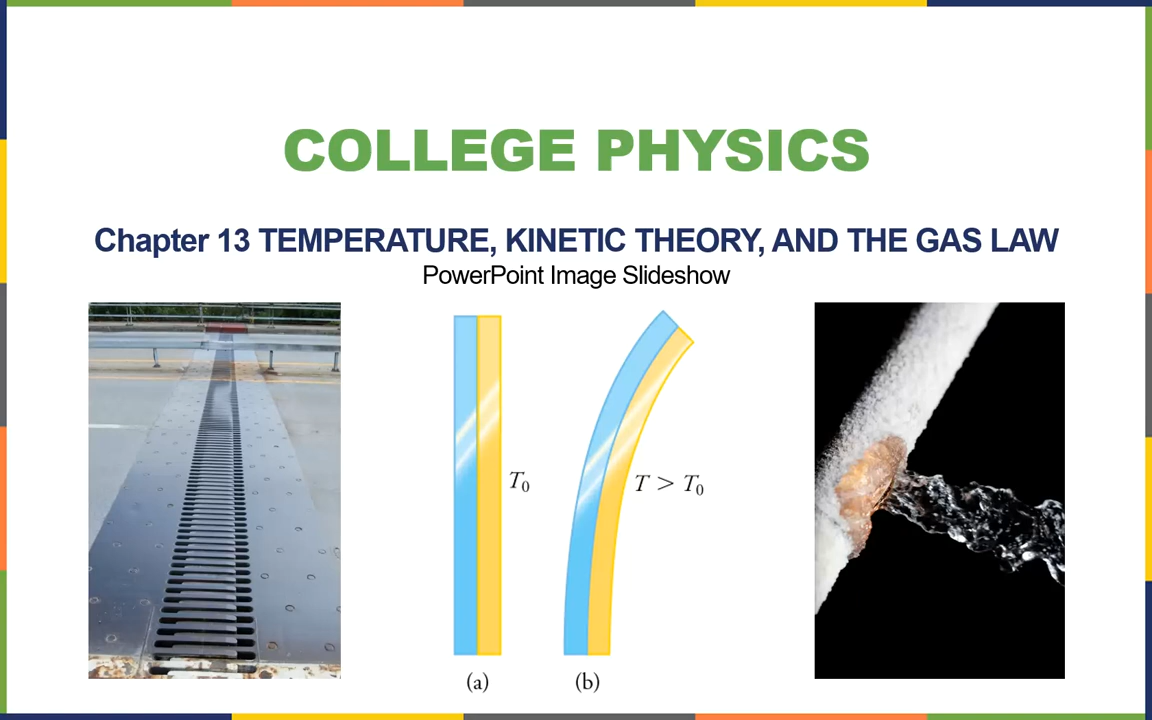 COLLEGE PHYSICS
Chapter 13 TEMPERATURE, KINETIC THEORY, AND THE GAS LAW
PowerPoint Image Slideshow
T₀
T > T₀
(a)
(b)